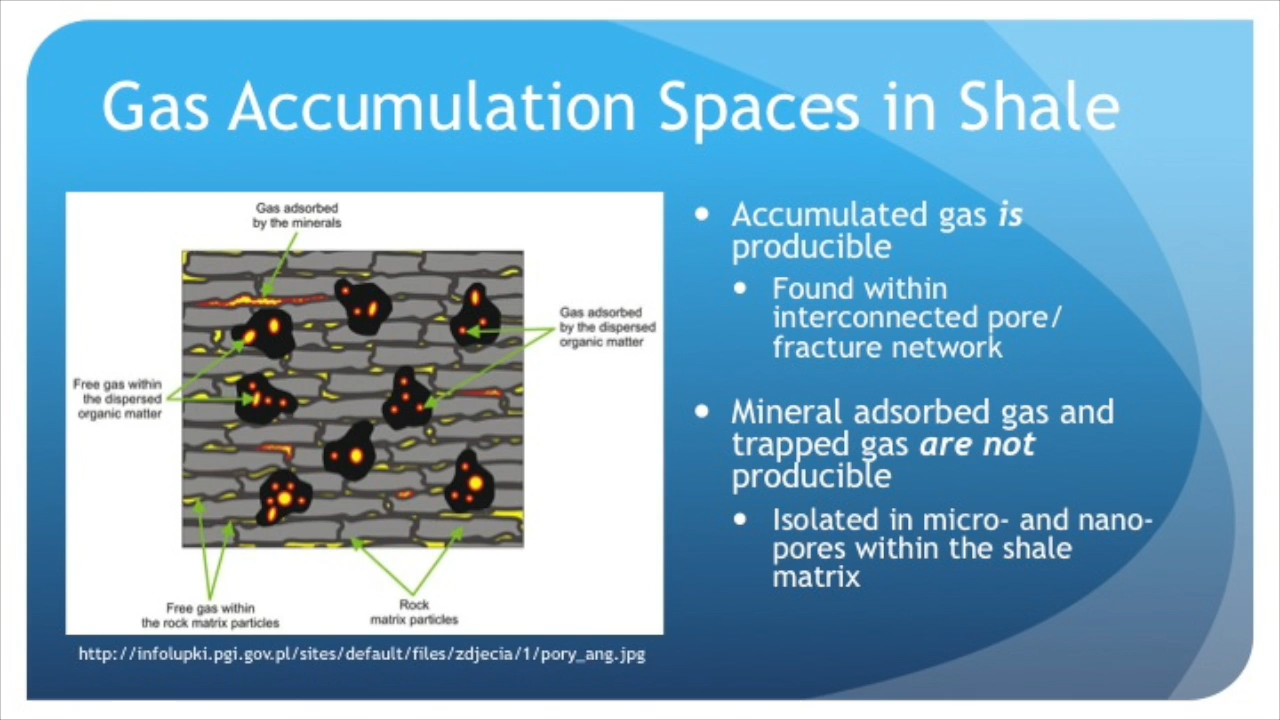 Gas Accumulation Spaces in Shale
Gas adsorbed
by the minerals
Gas adsorbed
by the dispersed
organic matter
Free gas within
the dispersed
organic matter
Free gas within
the rock matrix particles
Rock
matrix particles
http://infolupki.pgi.gov.pl/sites/default/files/zdjecia/1/pory_ang.jpg
• Accumulated gas is
producible
• Found within
interconnected pore/
fracture network
• Mineral adsorbed gas and
trapped gas are not
producible
• Isolated in micro- and nano-
pores within the shale
matrix